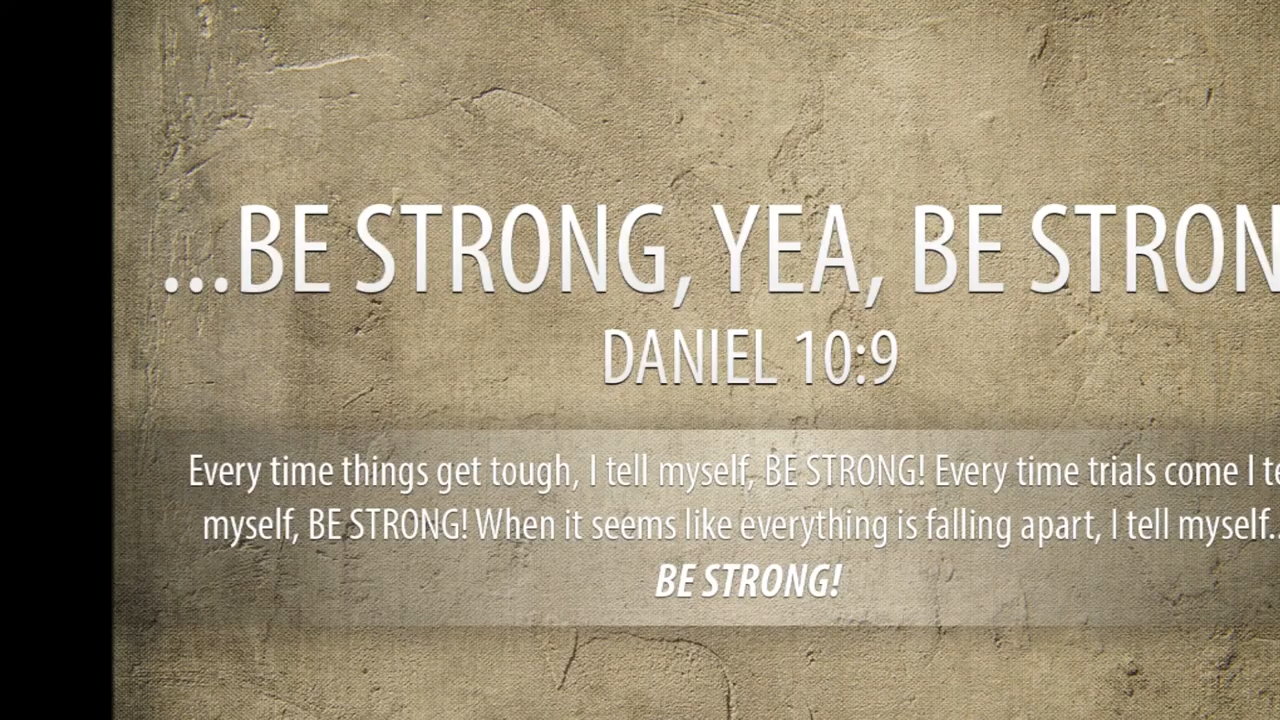 ...BE STRONG, YEA, BE STRON
DANIEL 10:9
Every time things get tough, I tell myself, BE STRONG! Every time trials come I te
myself, BE STRONG! When it seems like everything is falling apart, I tell myself..
BE STRONG!